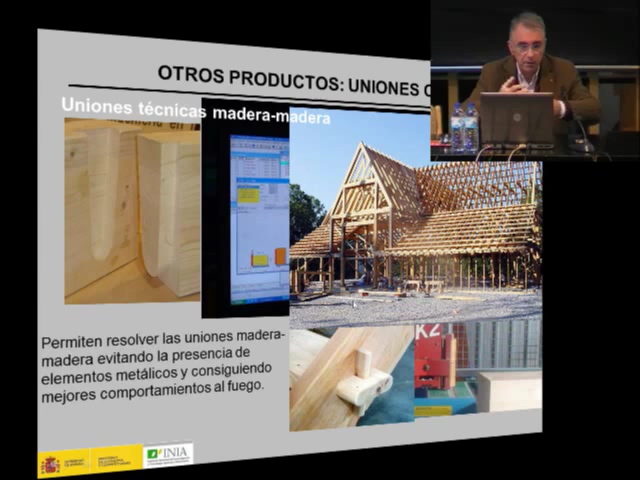 OTROS PRODUCTOS: UNIONES
Uniones técnicas madera-madera
K2
Permiten resolver las uniones madera-
madera evitando la presencia de
elementos metálicos y consiguiendo
mejores comportamientos al fuego.
INIA